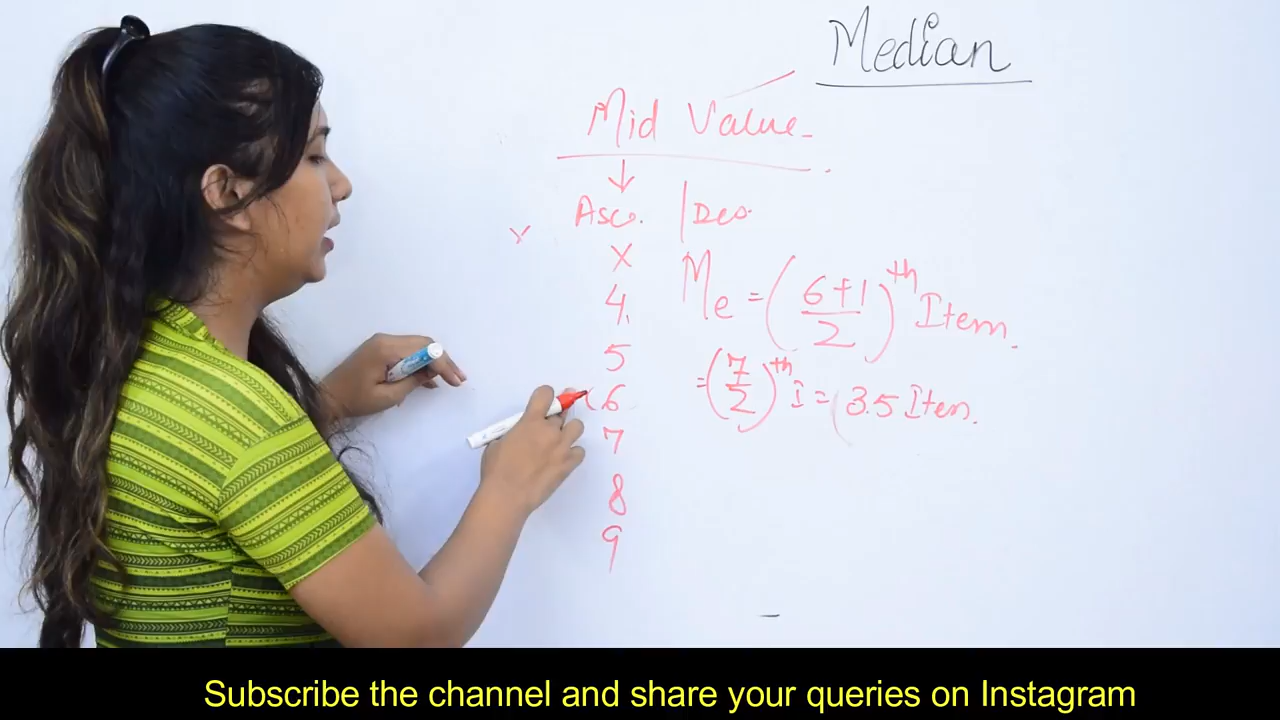 Median
Mid Value
Asc. | Des.
X
4
5
6
7
8
9
Me = (6+1/2)th Item.
= (7/2)th I = (3.5 Item.
Subscribe the channel and share your queries on Instagram